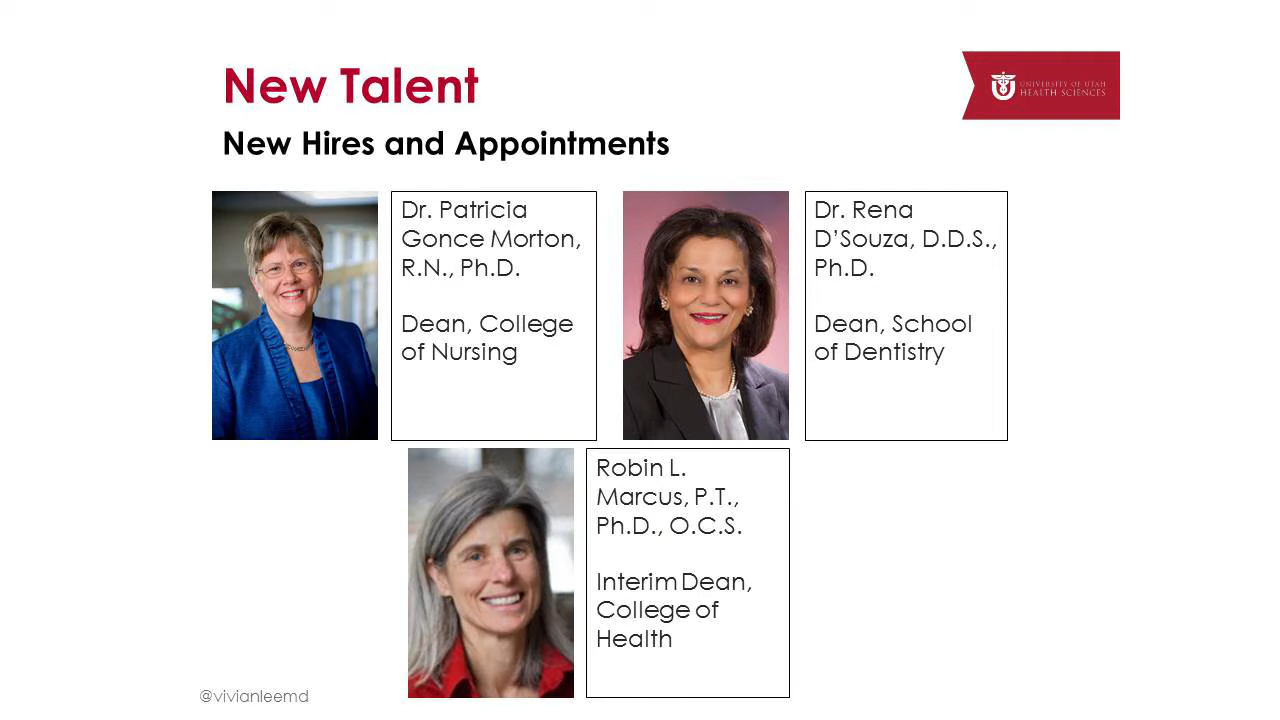 New Talent
UNIVERSITY OF UTAH
HEALTH SCIENCES
New Hires and Appointments
Dr. Patricia
Gonce Morton,
R.N., Ph.D.
Dean, College
of Nursing
Dr. Rena
D’Souza, D.D.S.,
Ph.D.
Dean, School
of Dentistry
Robin L.
Marcus, P.T.,
Ph.D., O.C.S.
Interim Dean,
College of
Health
@vivianleemd